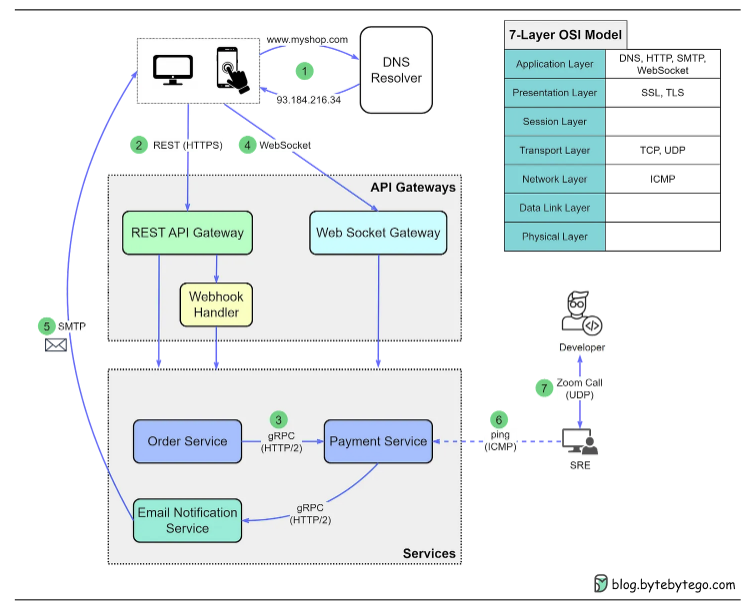 www.myshop.com
1
93.184.216.34
DNS
Resolver
7-Layer OSI Model
Application Layer
DNS, HTTP, SMTP,
WebSocket
Presentation Layer
SSL, TLS
Session Layer
Transport Layer
TCP, UDP
Network Layer
ICMP
Data Link Layer
Physical Layer
2 REST (HTTPS)
4 WebSocket
API Gateways
REST API Gateway
Web Socket Gateway
Webhook
Handler
5 SMTP
Developer
7 Zoom Call
(UDP)
SRE
6
ping
(ICMP)
Order Service
3
gRPC
(HTTP/2)
Payment Service
gRPC
(HTTP/2)
Email Notification
Service
Services
blog.bytebytego.com